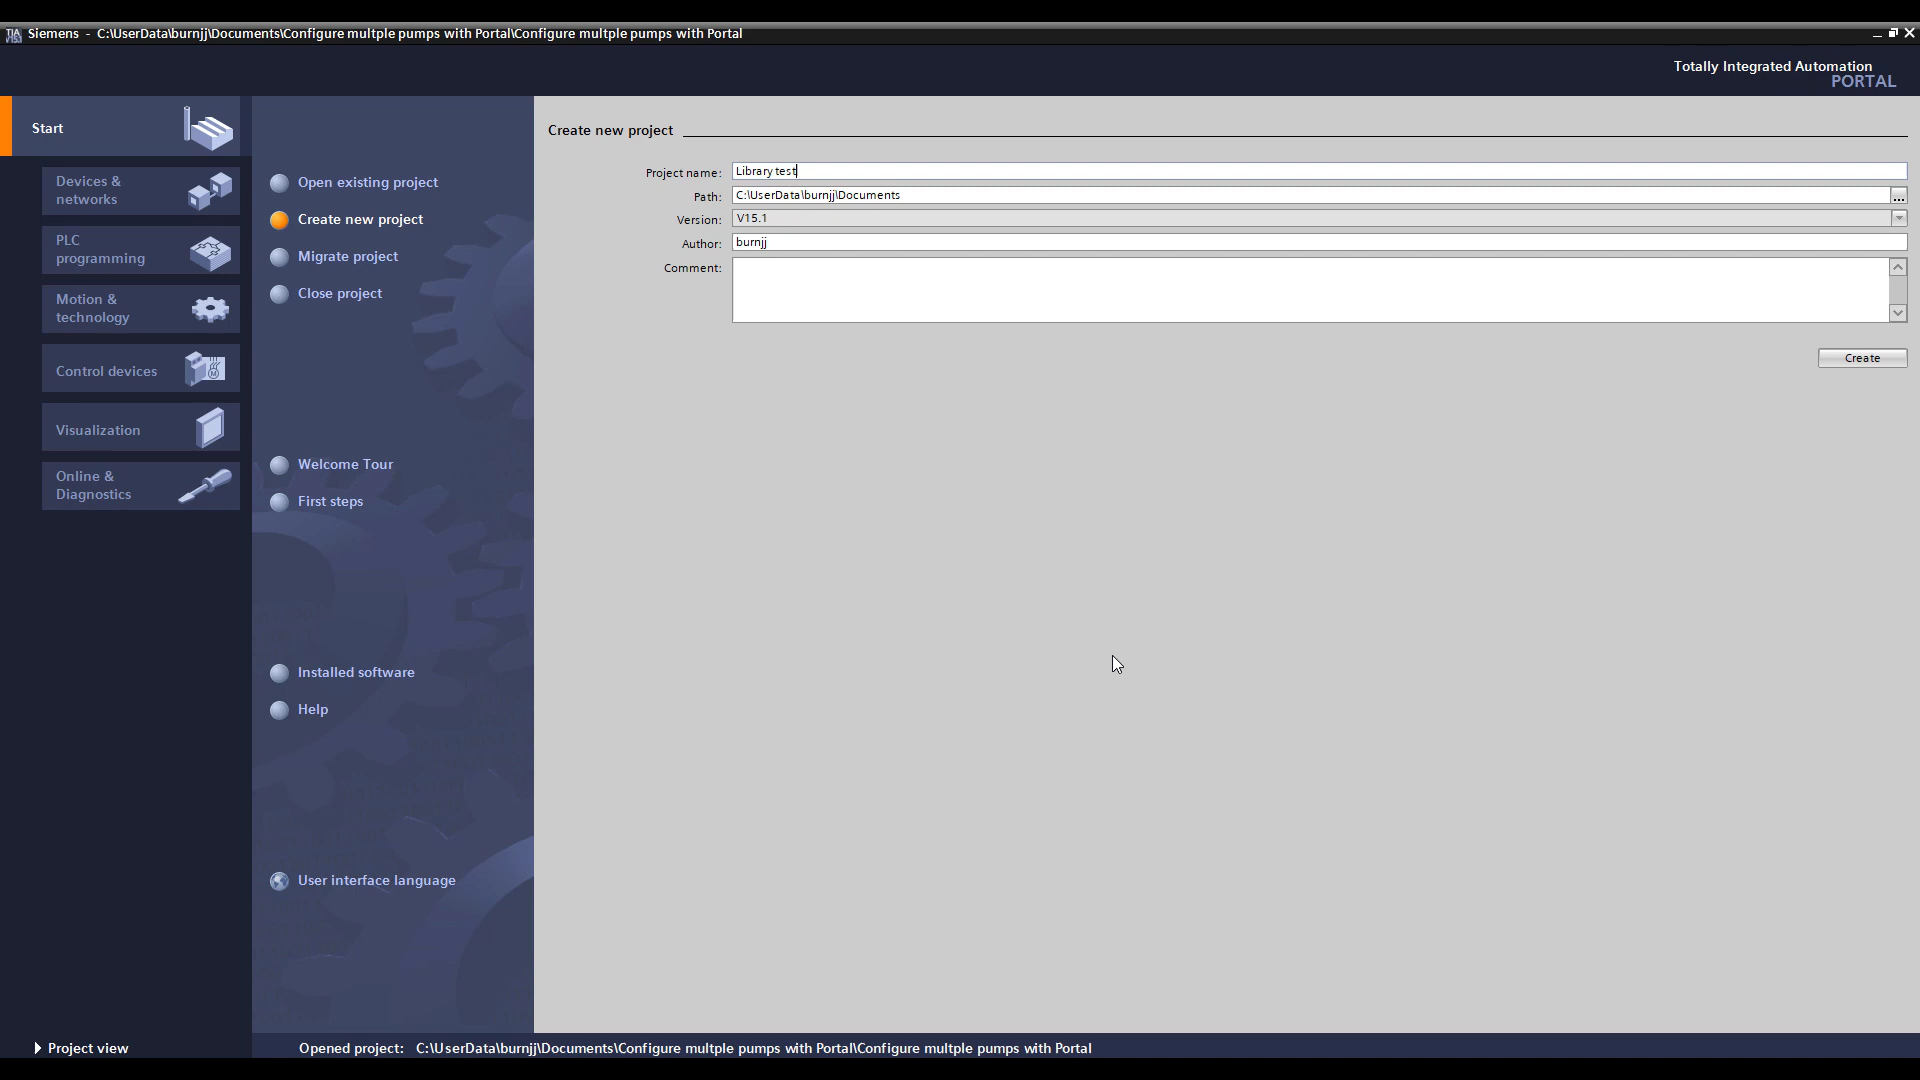 Siemens - C:\UserData\burnjj\Documents\Configure multple pumps with Portal\Configure multple pumps with Portal
Totally Integrated Automation
PORTAL
Start
Devices &
networks
PLC
programming
Motion &
technology
Control devices
Visualization
Online &
Diagnostics
Open existing project
Create new project
Migrate project
Close project
Welcome Tour
First steps
Installed software
Help
User interface language
Create new project
Project name: Library test
Path: C:\UserData\burnjj\Documents
...
Version: V15.1
Author: burnjj
Comment:
Create
Project view
Opened project: C:\UserData\burnjj\Documents\Configure multple pumps with Portal\Configure multple pumps with Portal